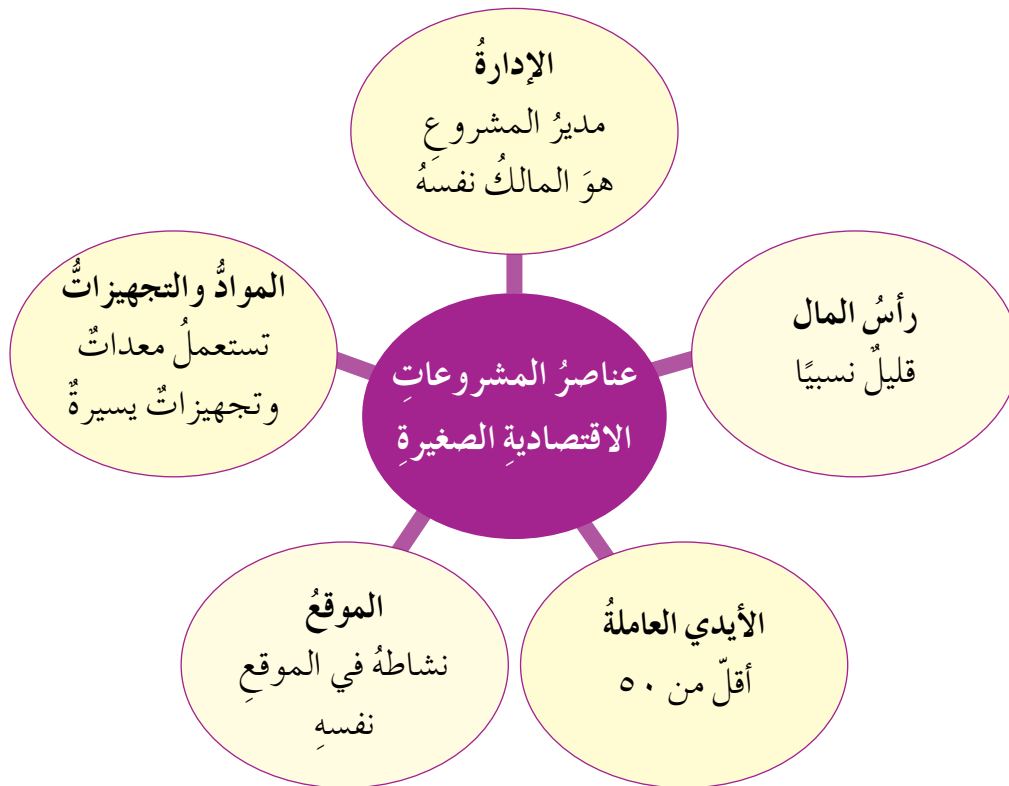 الإدارةُ
مديرُ المشروعِ
هوَ المالكُ نفسهُ
رأسُ المال
قليلٌ نسبيًا
الموادُّ والتجهيزاتُّ
تستعملُ معداتٌ
وتجهيزاتٌ يسيرةٌ
عناصرُ المشروعاتِ
الاقتصاديةِ الصغيرةِ
الأيدي العاملةُ
أقلّ من ٥٠
الموقعُ
نشاطهُ في الموقعِ
نفسهِ